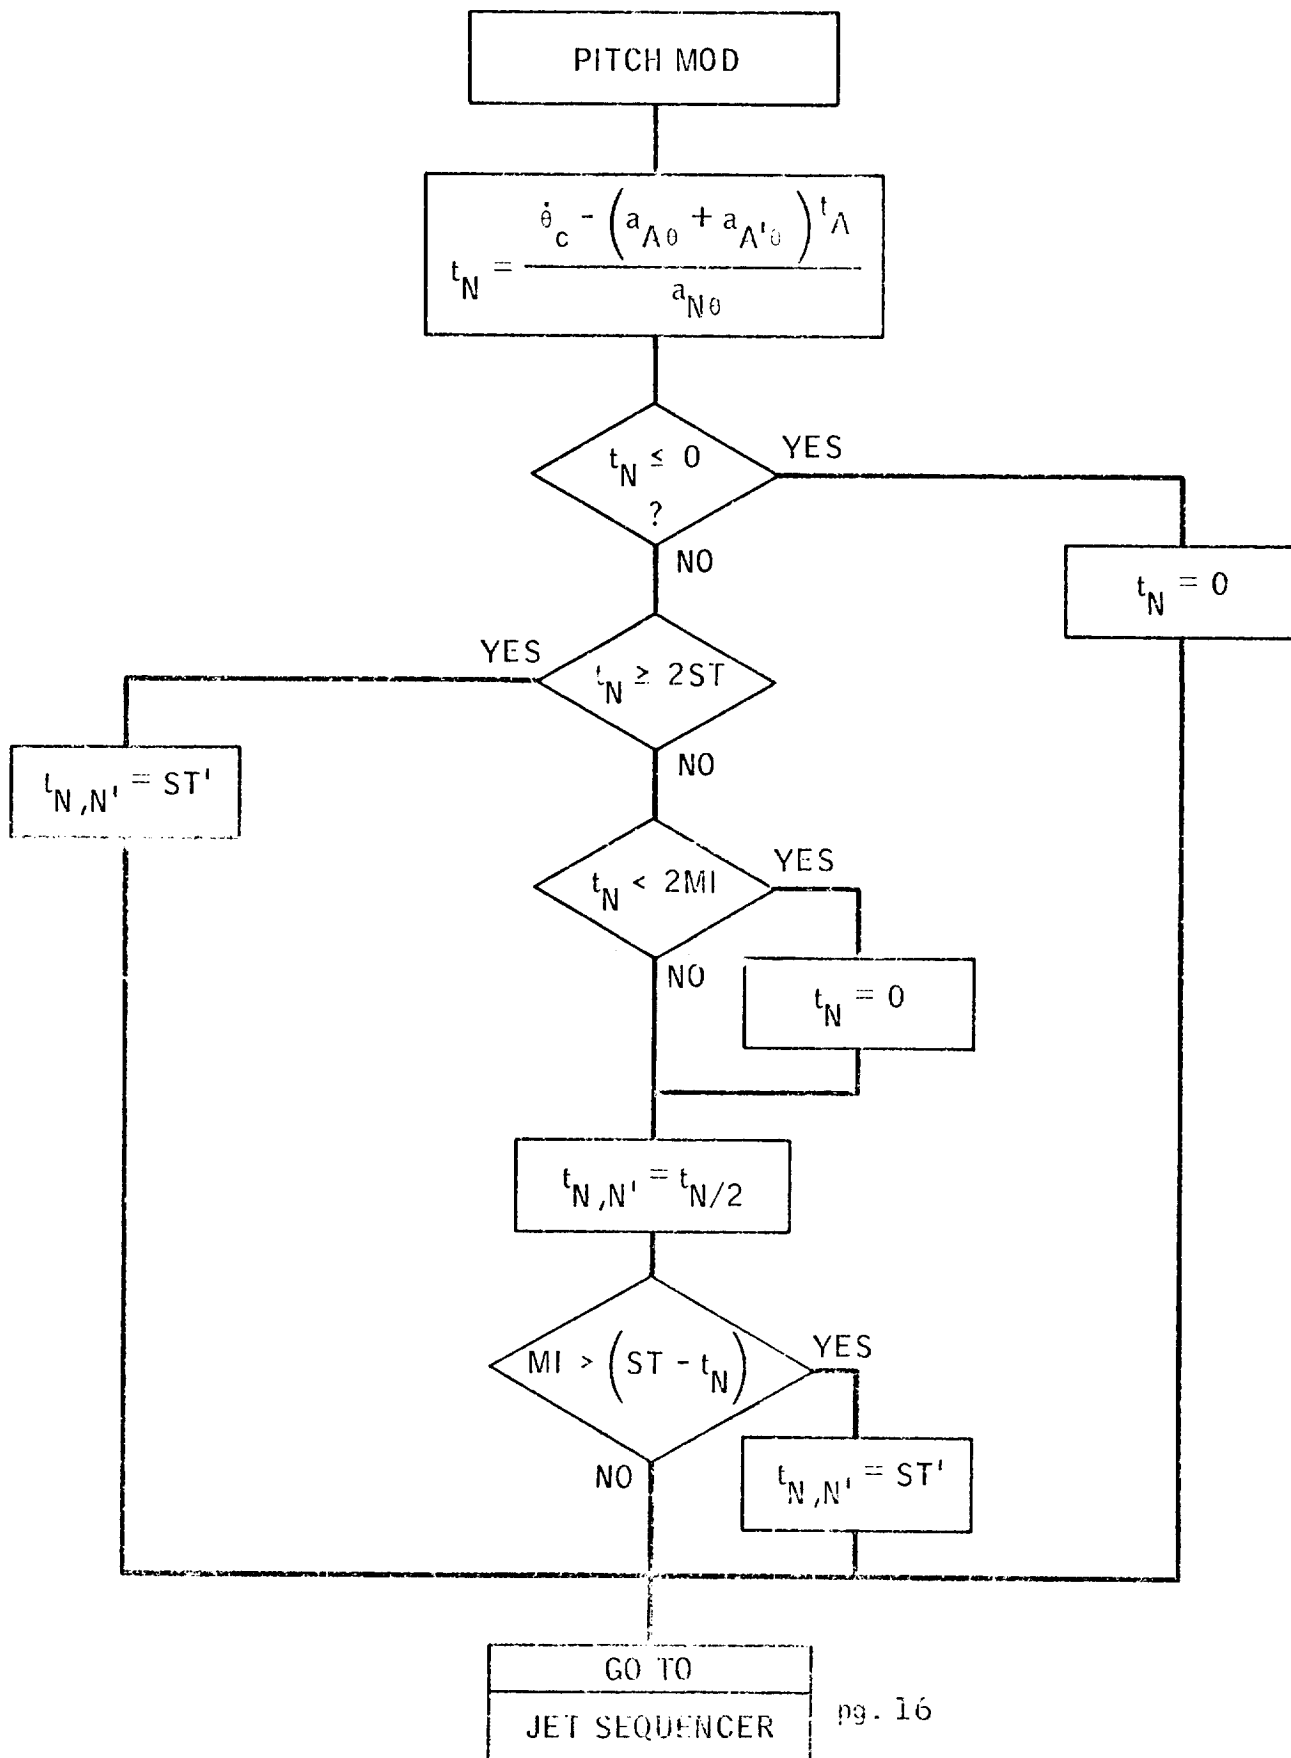 PITCH MOD
t_N = (θ̇_c - (a_Λθ + a_Λ'θ) t_Λ) / a_Nθ
t_N ≤ 0
?
YES
NO
t_N = 0
YES
t_N ≥ 2ST
NO
t_N,N' = ST'
t_N < 2MI
YES
NO
t_N = 0
t_N,N' = t_N/2
MI > (ST - t_N)
YES
NO
t_N,N' = ST'
GO TO
JET SEQUENCER
pg. 16